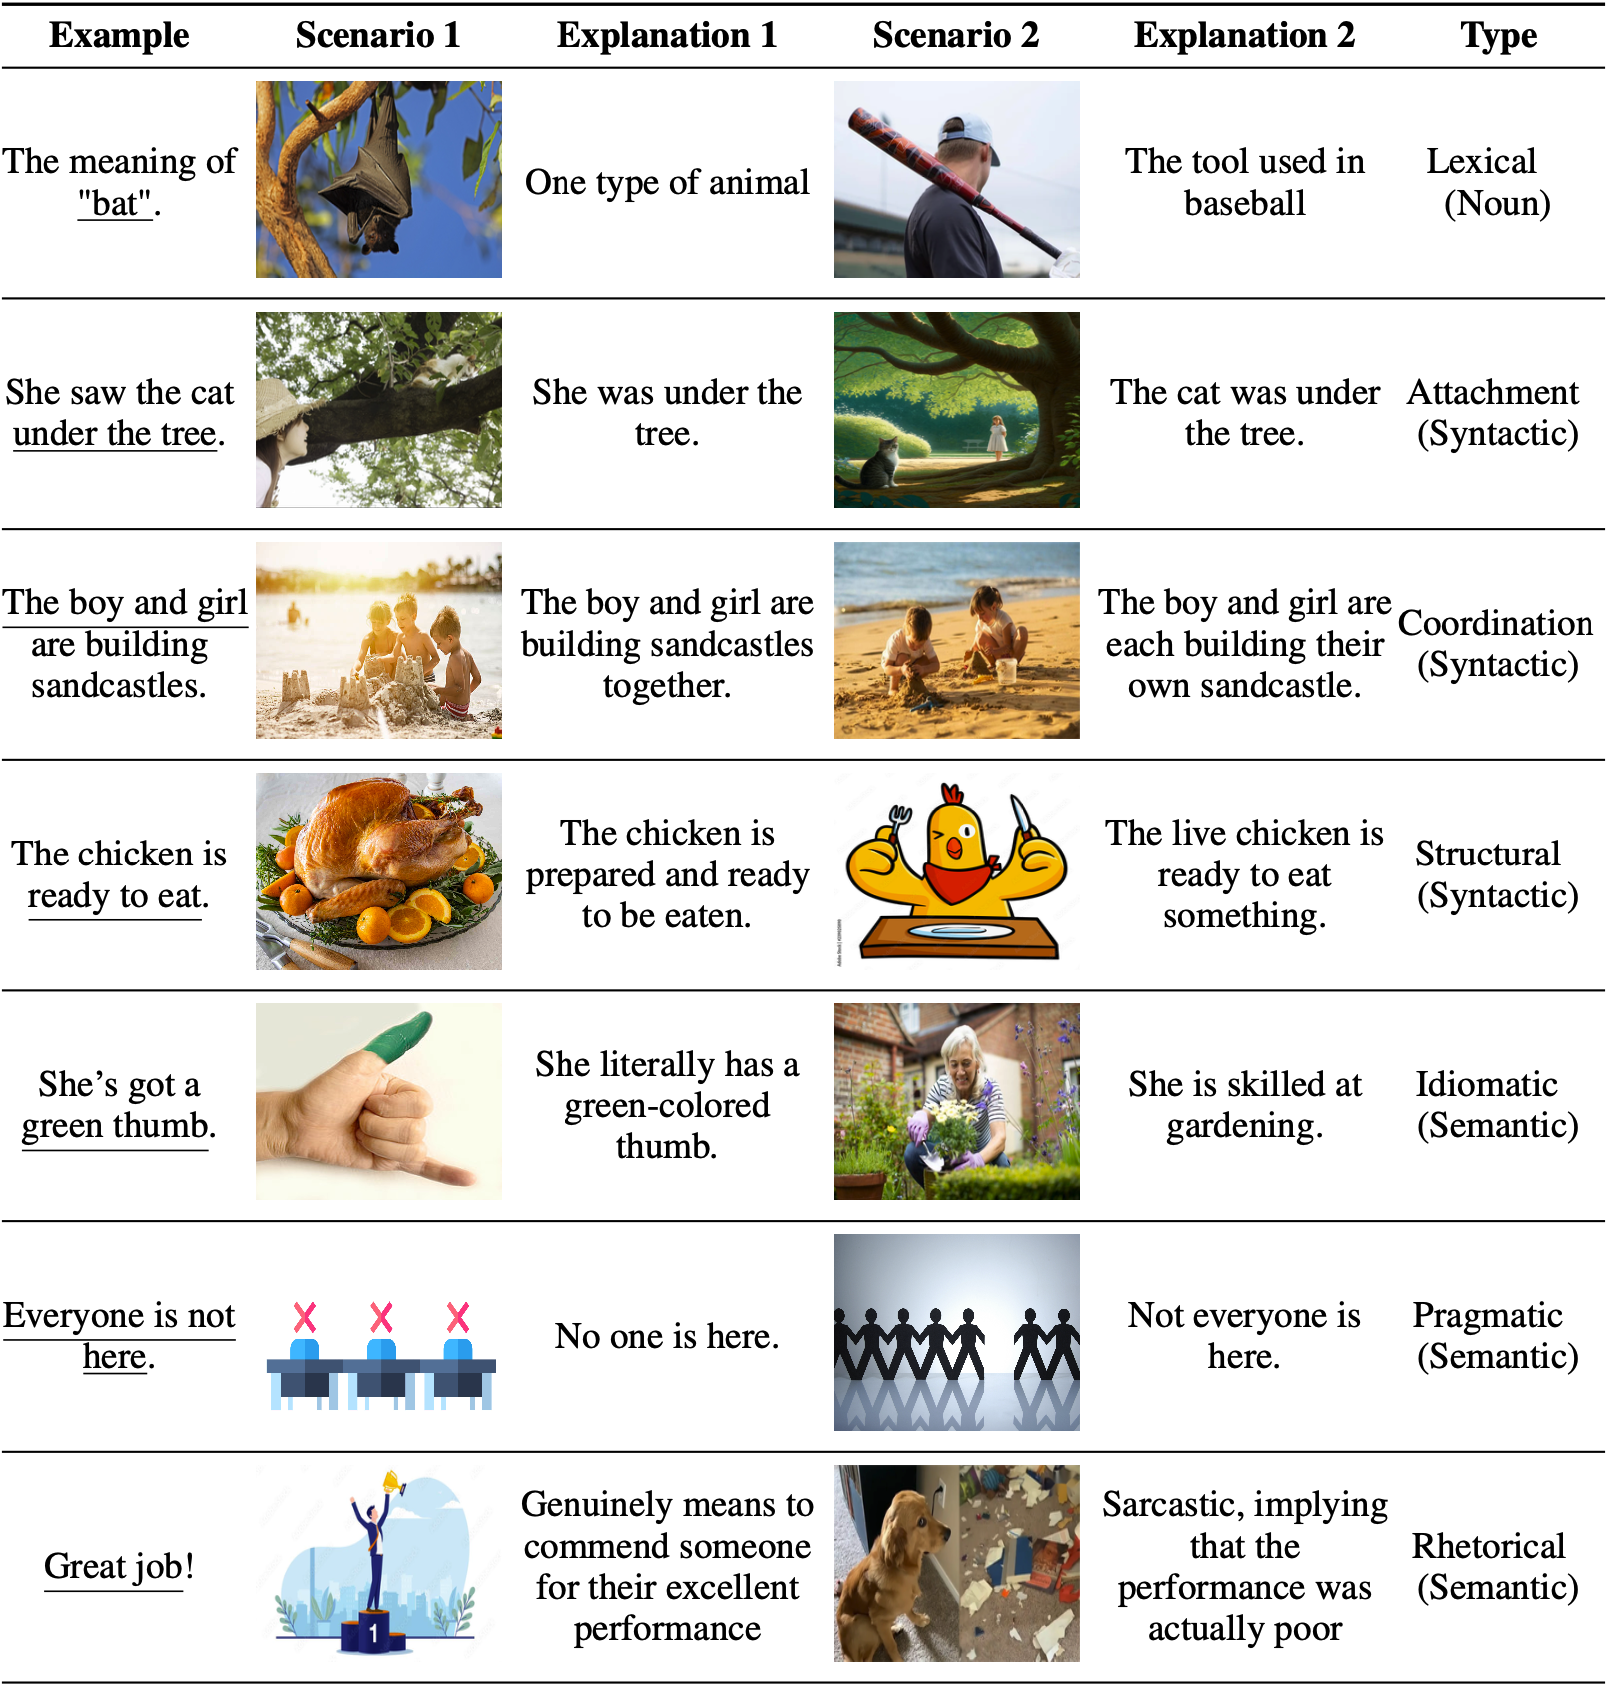 Example Scenario 1 Explanation 1 Scenario 2 Explanation 2 Type
The meaning of
"bat".
One type of animal
The tool used in
baseball
Lexical
(Noun)
She saw the cat
under the tree.
She was under the
tree.
The cat was under
the tree.
Attachment
(Syntactic)
The boy and girl
are building
sandcastles.
The boy and girl are
building sandcastles
together.
The boy and girl are
each building their
own sandcastle.
Coordination
(Syntactic)
The chicken is
ready to eat.
The chicken is
prepared and ready
to be eaten.
The live chicken is
ready to eat
something.
Structural
(Syntactic)
She's got a
green thumb.
She literally has a
green-colored
thumb.
She is skilled at
gardening.
Idiomatic
(Semantic)
Everyone is not
here.
No one is here.
Not everyone is
here.
Pragmatic
(Semantic)
Great job!
1
Genuinely means to
commend someone
for their excellent
performance
Sarcastic, implying
that the
performance was
actually poor
Rhetorical
(Semantic)